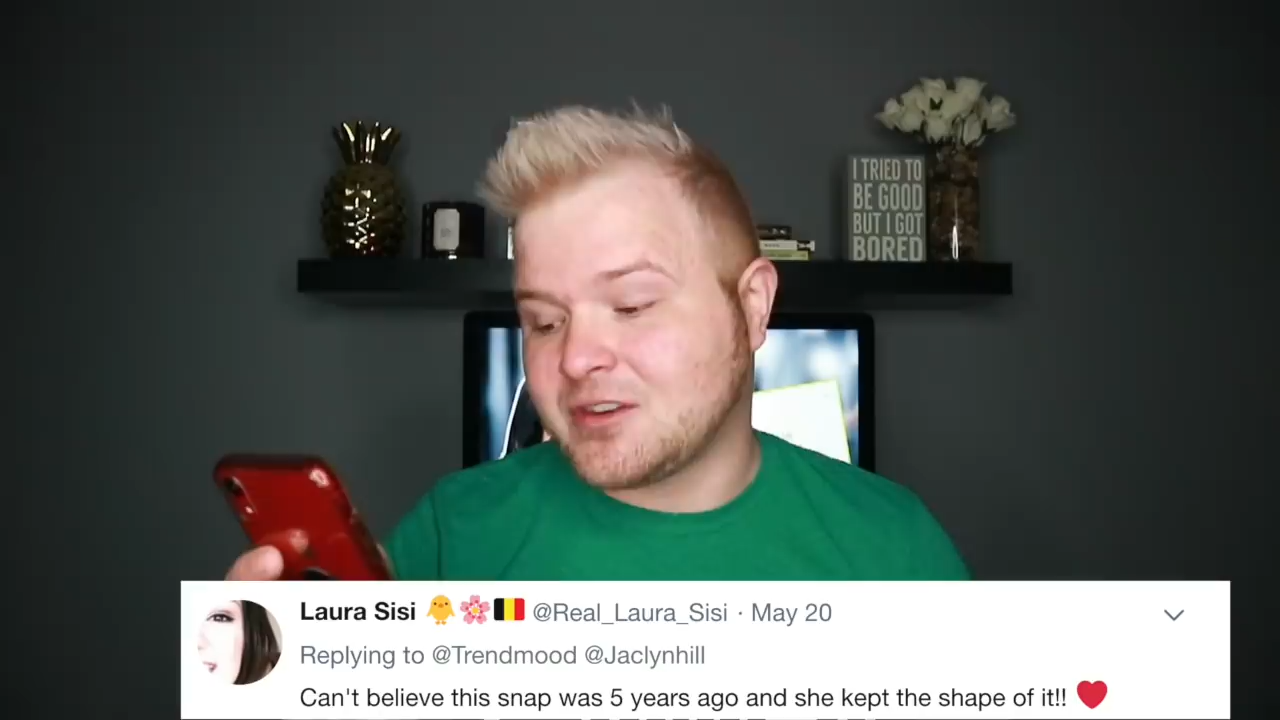 I TRIED TO
BE GOOD
BUT I GOT
BORED
Laura Sisi 🐥🌸🇧🇪 @Real_Laura_Sisi · May 20
Replying to @Trendmood @Jaclynhill
Can't believe this snap was 5 years ago and she kept the shape of it!! ❤️